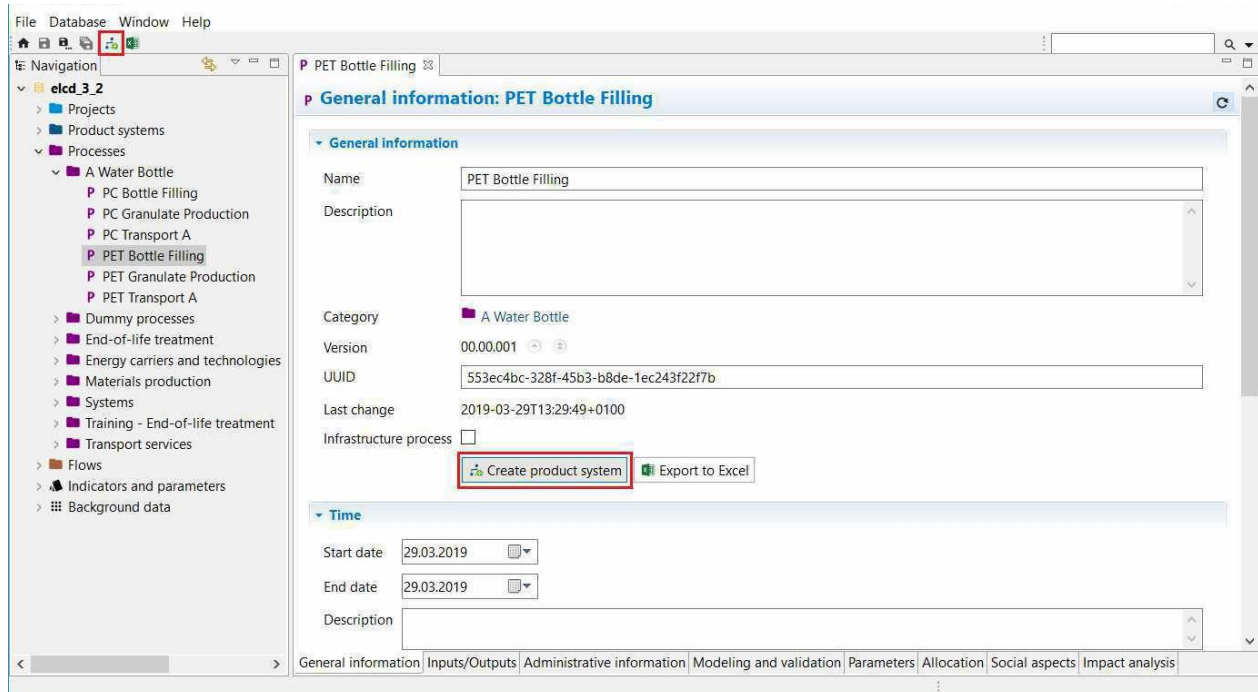 File Database Window Help
Navigation
elcd_3_2
Projects
Product systems
Processes
A Water Bottle
P PC Bottle Filling
P PC Granulate Production
P PC Transport A
P PET Bottle Filling
P PET Granulate Production
P PET Transport A
Dummy processes
End-of-life treatment
Energy carriers and technologies
Materials production
Systems
Training - End-of-life treatment
Transport services
Flows
Indicators and parameters
Background data
P PET Bottle Filling
P General information: PET Bottle Filling
General information
Name PET Bottle Filling
Description
Category A Water Bottle
Version 00.00.001
UUID 553ec4bc-328f-45b3-b8de-1ec243f22f7b
Last change 2019-03-29T13:29:49+0100
Infrastructure process
Create product system Export to Excel
Time
Start date 29.03.2019
End date 29.03.2019
Description
General information Inputs/Outputs Administrative information Modeling and validation Parameters Allocation Social aspects Impact analysis